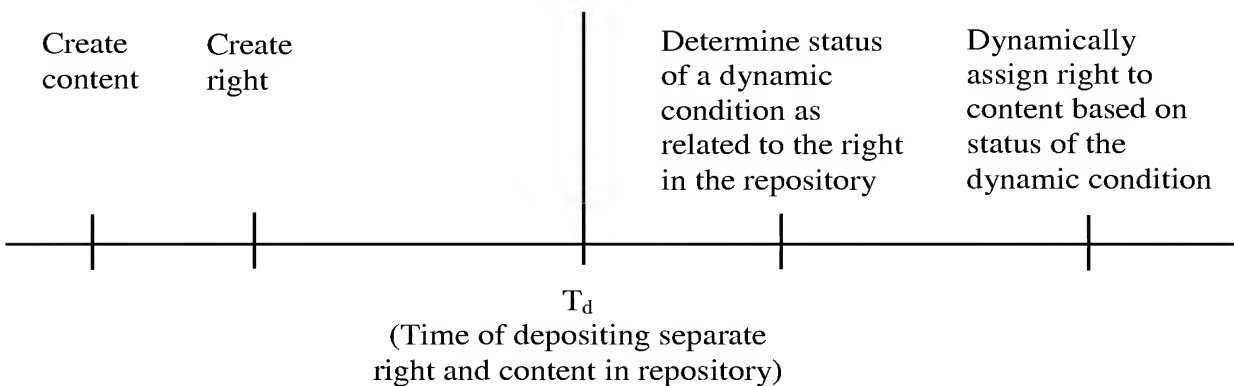 Create
content
Create
right
Determine status
of a dynamic
condition as
related to the right
in the repository
Dynamically
assign right to
content based on
status of the
dynamic condition
Td
(Time of depositing separate
right and content in repository)